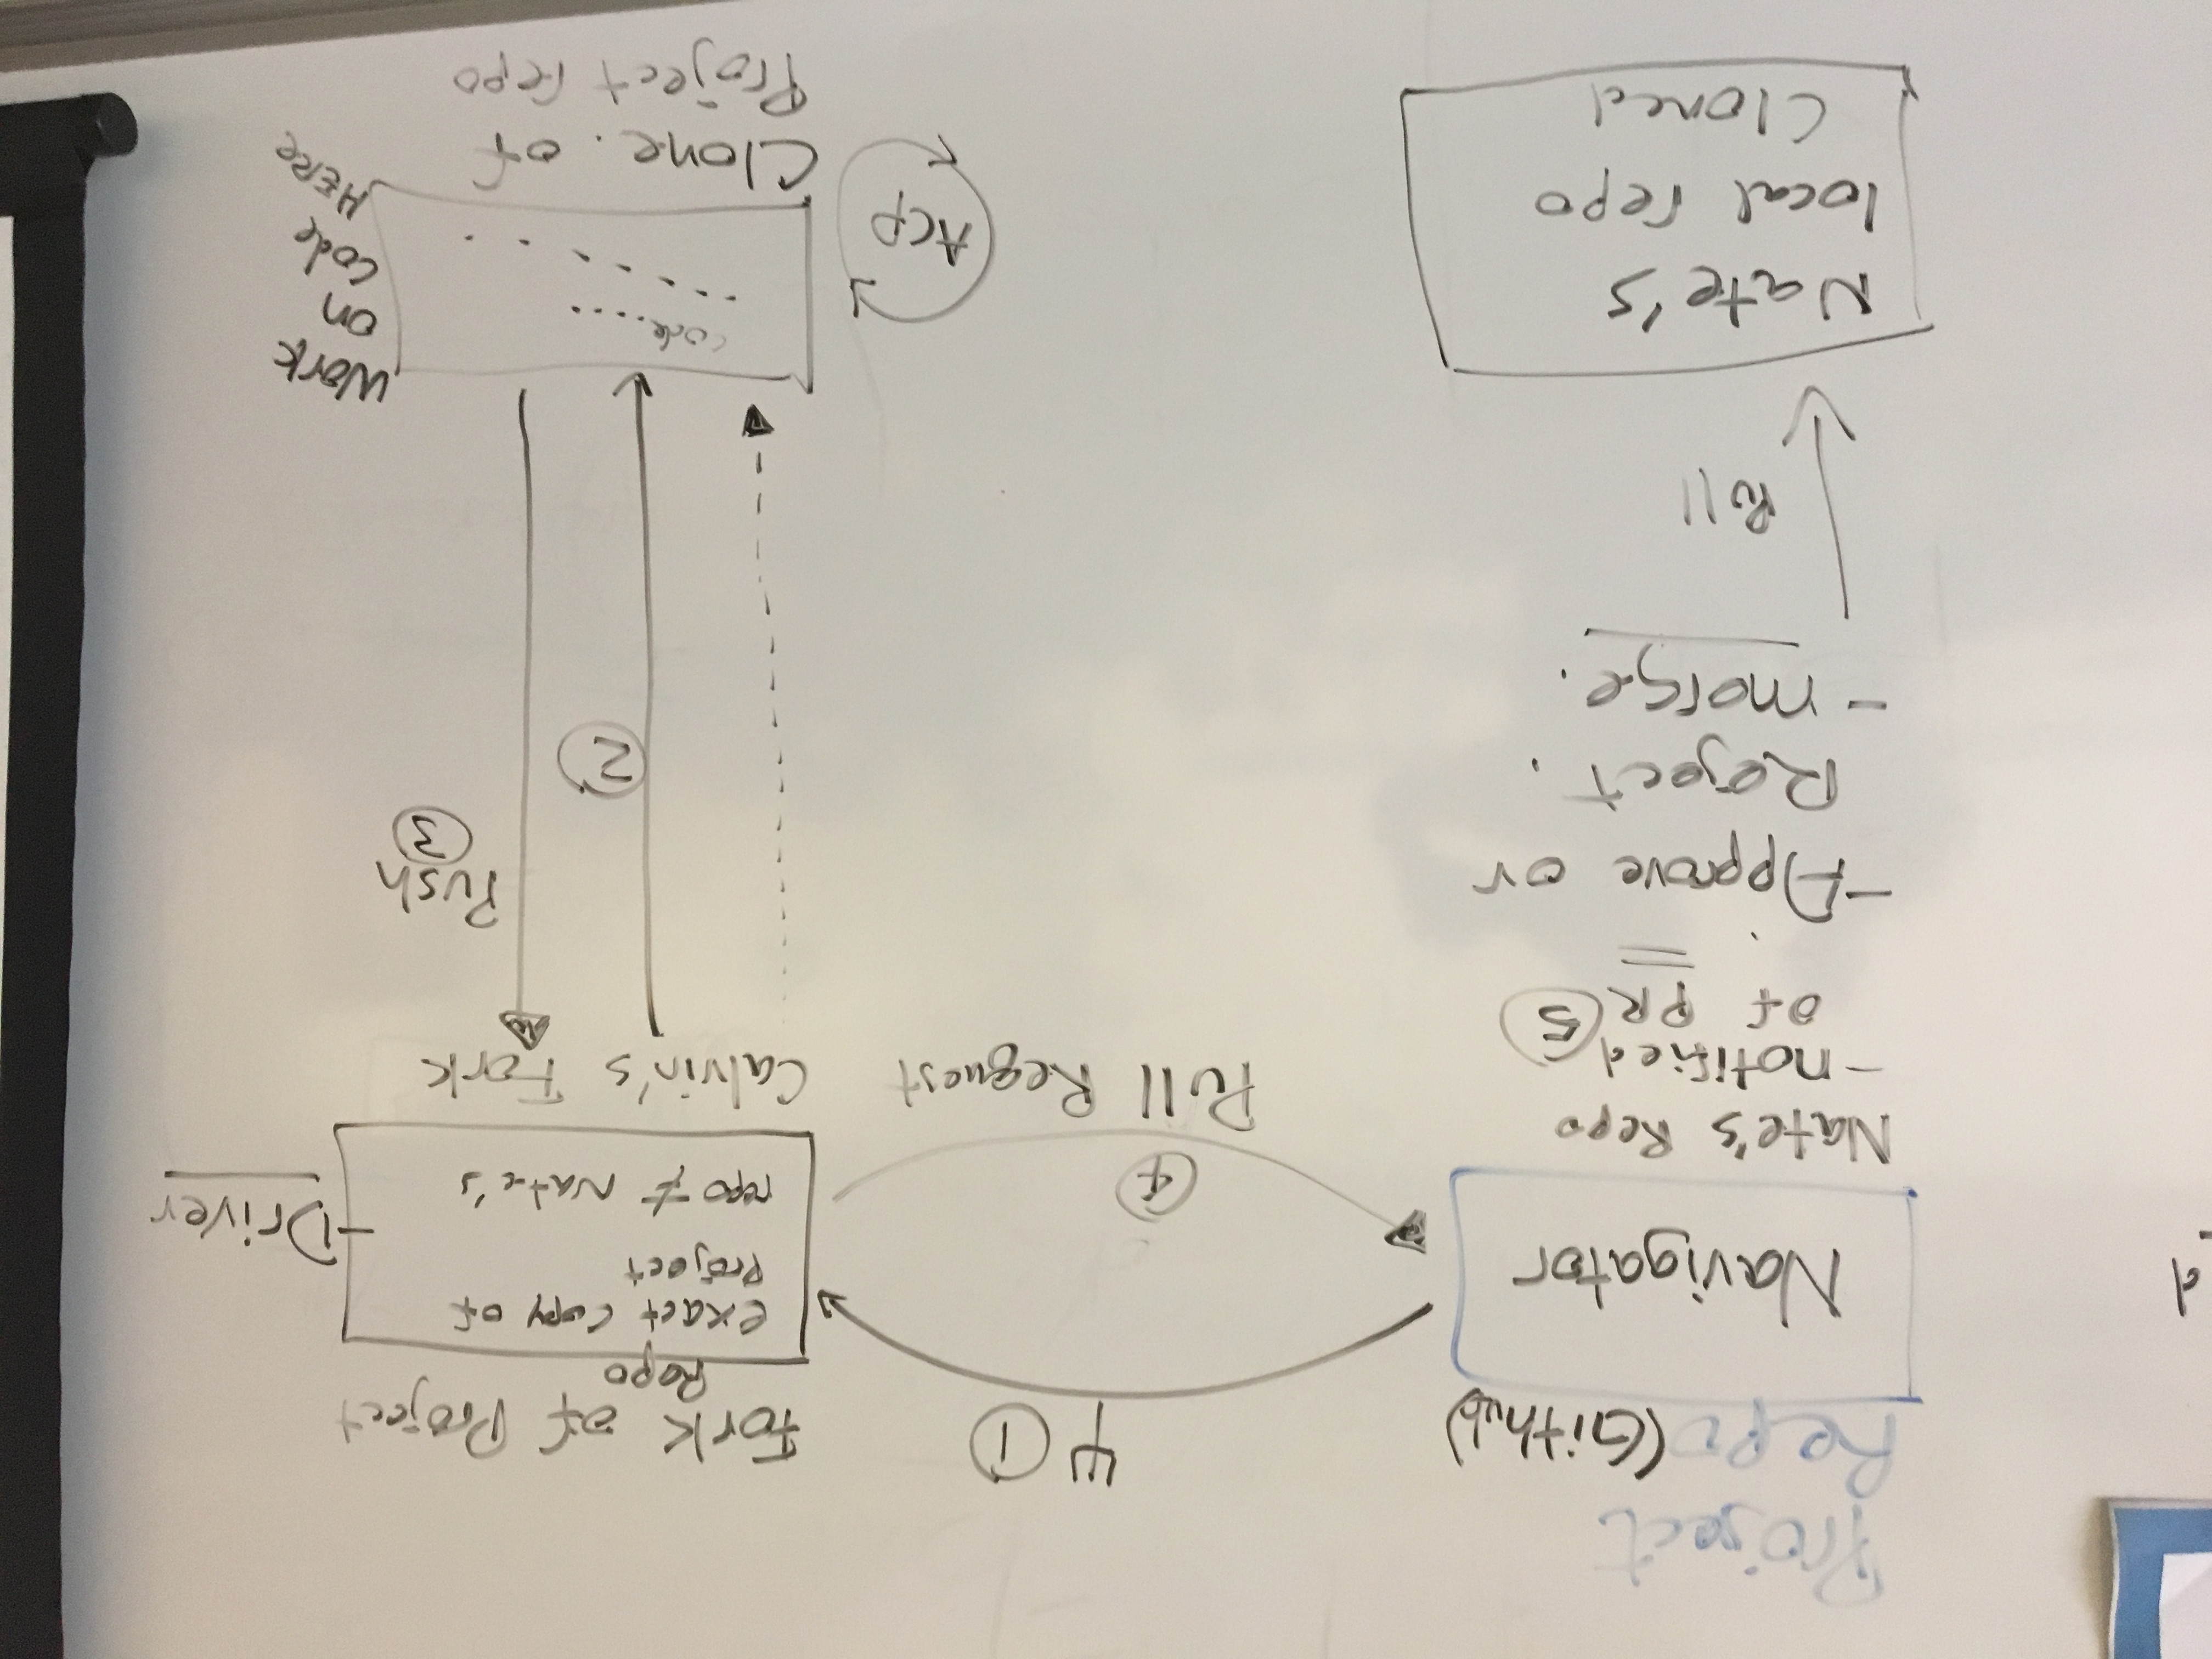 Project
Repo (Github)
Navigator
Nate's Repo
- notified
of PR 5
- Approve or
Reject.
- merge.
Pull
Nate's
local repo
Cloned
1
4
Pull Request
Fork of Project
Repo
exact copy of
Project
repo ≠ Nate's
Driver
Calvin's Fork
2
Push
3
code....
ACP
Clone. of
Project repo
Work
on
Code
HERE
d